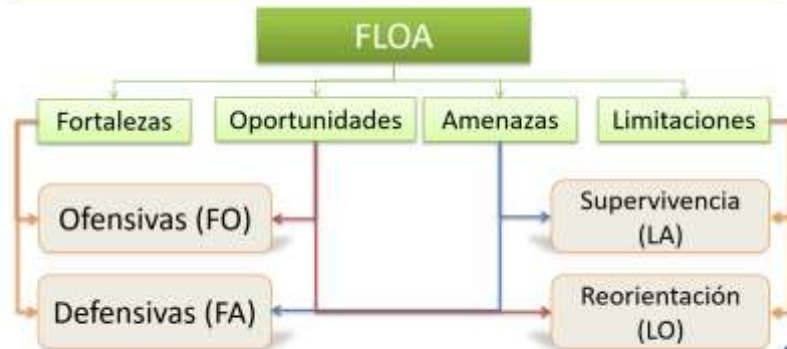 FLOA
Fortalezas
Oportunidades
Amenazas
Limitaciones
Ofensivas (FO)
Supervivencia
(LA)
Defensivas (FA)
Reorientación
(LO)